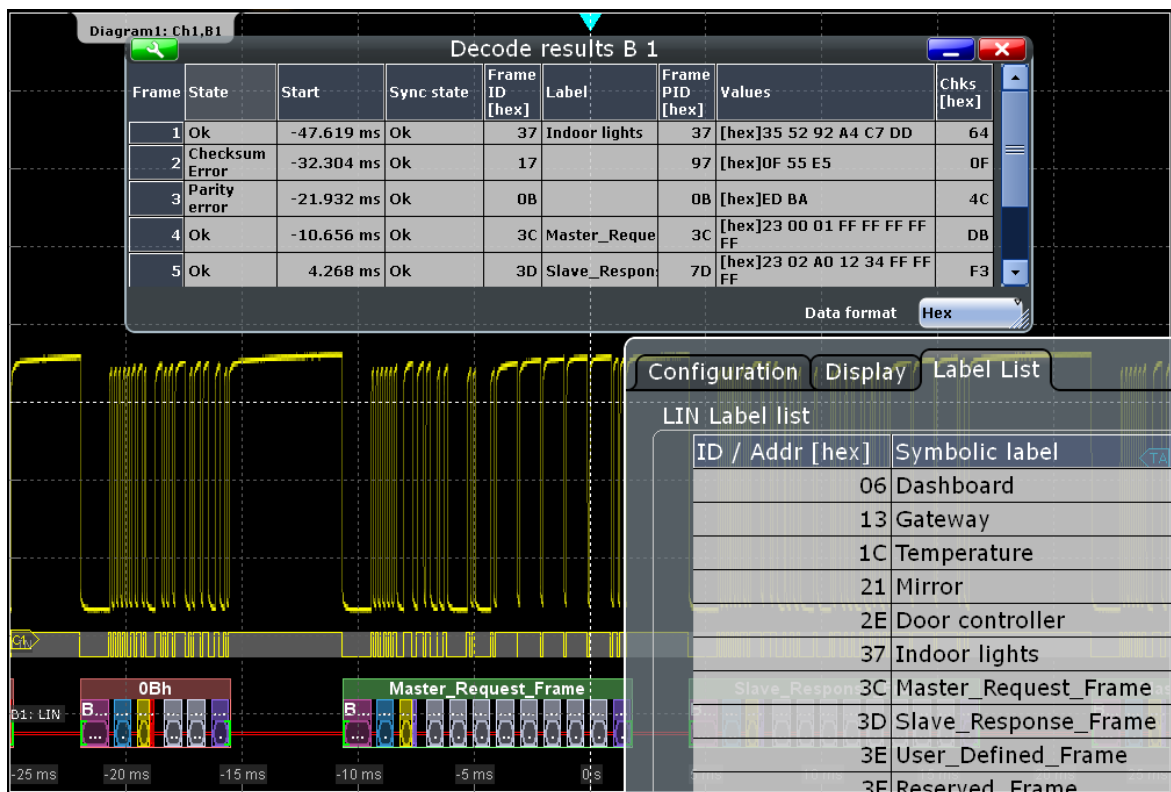 Diagram1: Ch1,B1
Decode results B 1
Frame State Start Sync state Frame ID [hex] Label Frame PID [hex] Values Chks [hex]
1 Ok -47.619 ms Ok 37 Indoor lights 37 [hex]35 52 92 A4 C7 DD 64
2 Checksum Error -32.304 ms Ok 17 97 [hex]0F 55 E5 0F
3 Parity error -21.932 ms Ok 0B 0B [hex]ED BA 4C
4 Ok -10.656 ms Ok 3C Master_Reque 3C [hex]23 00 01 FF FF FF FF FF DB
5 Ok 4.268 ms Ok 3D Slave_Respon 7D [hex]23 02 A0 12 34 FF FF FF F3
Data format Hex
Configuration Display Label List
LIN Label list
ID / Addr [hex] Symbolic label
TA
06 Dashboard
13 Gateway
1C Temperature
21 Mirror
2E Door controller
37 Indoor lights
3C Master_Request_Frame
3D Slave_Response_Frame
3E User_Defined_Frame
3F Reserved_Frame
0Bh Master_Request_Frame
B1: LIN B... B...
-25 ms -20 ms -15 ms -10 ms -5 ms 0 s